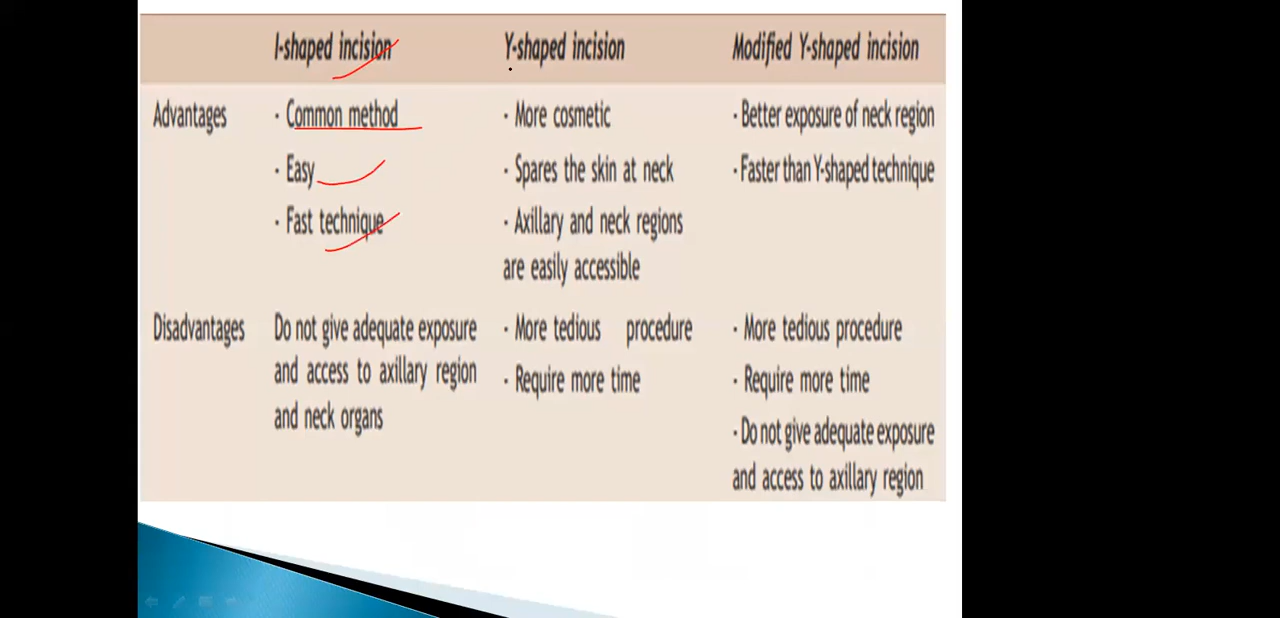 I-shaped incision Y-shaped incision Modified Y-shaped incision
Advantages · Common method · More cosmetic · Better exposure of neck region
· Easy · Spares the skin at neck · Faster than Y-shaped technique
· Fast technique · Axillary and neck regions
are easily accessible
Disadvantages Do not give adequate exposure · More tedious procedure · More tedious procedure
and access to axillary region · Require more time · Require more time
and neck organs · Do not give adequate exposure
and access to axillary region